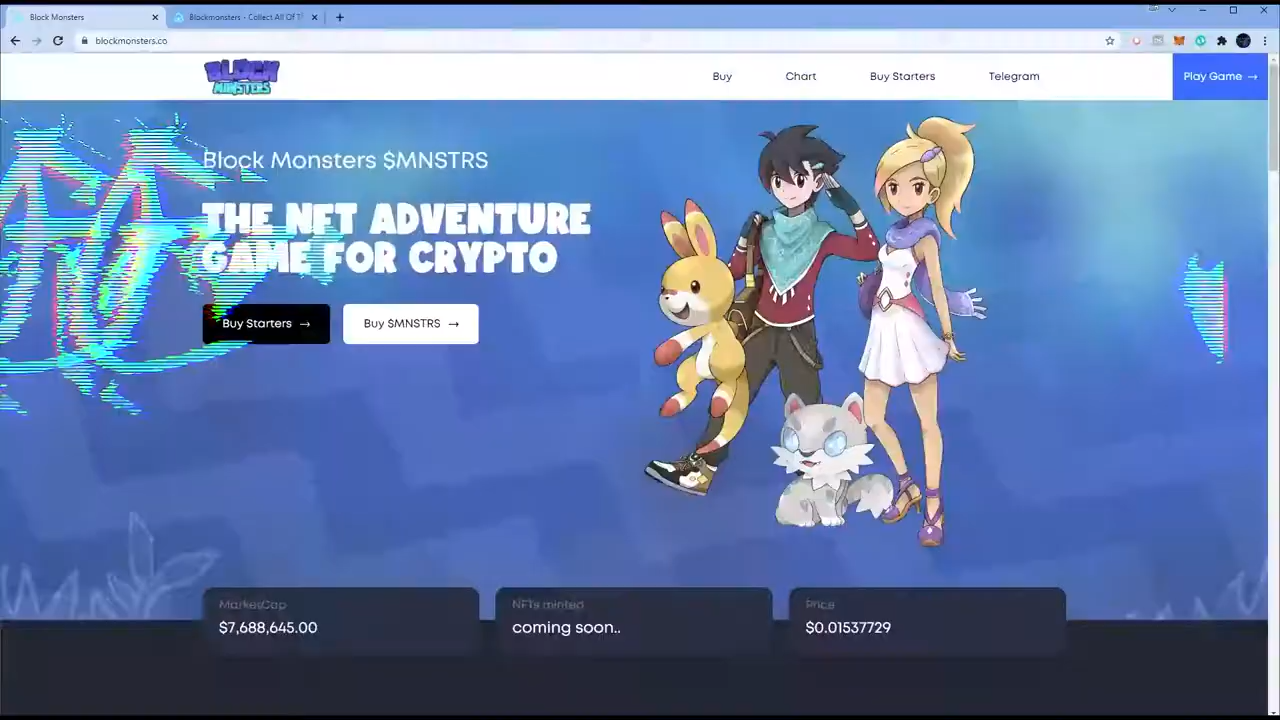 Block Monsters
Blockmonsters - Collect All Of T
blockmonsters.co
BLOCK
MONSTERS
Buy
Chart
Buy Starters
Telegram
Play Game →
Block Monsters $MNSTRS
THE NFT ADVENTURE
GAME FOR CRYPTO
Buy Starters →
Buy $MNSTRS →
MarketCap
$7,688,645.00
NFTs minted
coming soon..
Price
$0.01537729